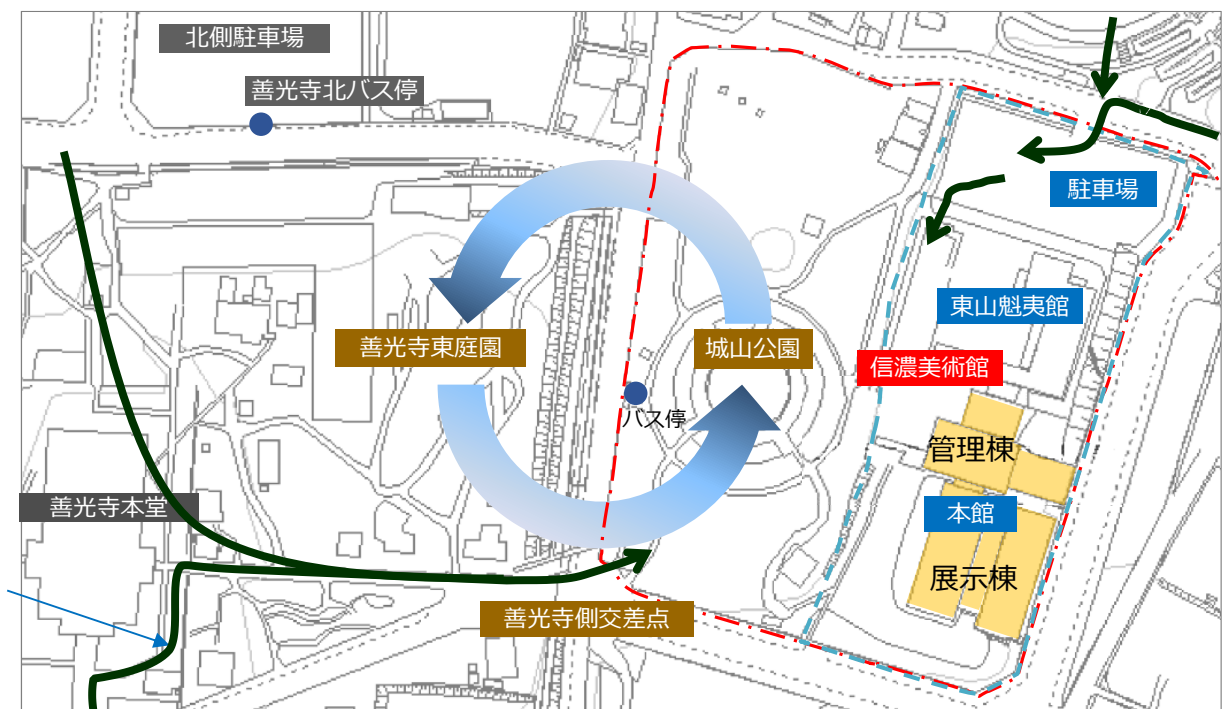 北側駐車場
善光寺北バス停
駐車場
東山魁夷館
善光寺東庭園
城山公園
信濃美術館
バス停
管理棟
善光寺本堂
本館
展示棟
善光寺側交差点